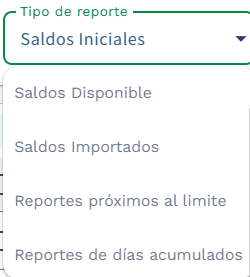 Tipo de reporte
Saldos Iniciales
Saldos Disponible
Saldos Importados
Reportes próximos al limite
Reportes de días acumulados